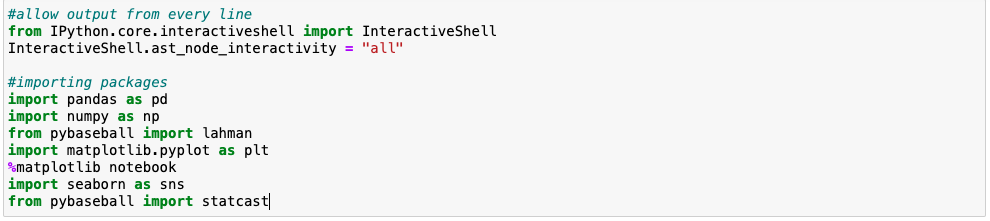 #allow output from every line
from IPython.core.interactiveshell import InteractiveShell
InteractiveShell.ast_node_interactivity = "all"
#importing packages
import pandas as pd
import numpy as np
from pybaseball import lahman
import matplotlib.pyplot as plt
%matplotlib notebook
import seaborn as sns
from pybaseball import statcast